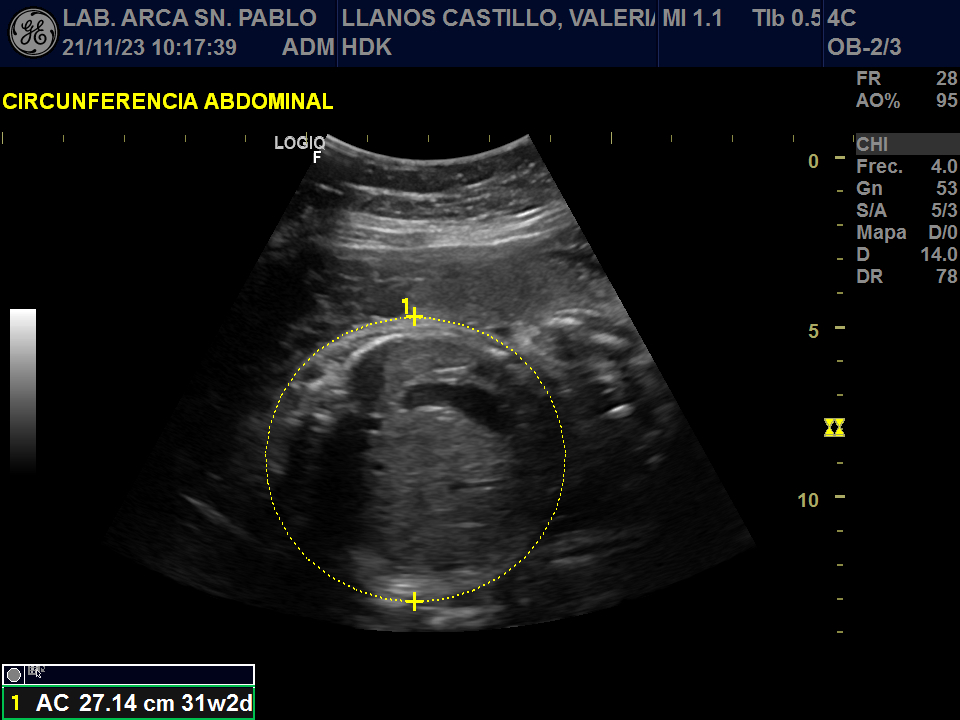 LAB. ARCA SN. PABLO
21/11/23 10:17:39 ADM
LLANOS CASTILLO, VALERIA
HDK
MI 1.1 TIb 0.5
4C
OB-2/3
CIRCUNFERENCIA ABDOMINAL
LOGIQ
F
FR 28
AO% 95
CHI
Frec. 4.0
Gn 53
S/A 5/3
Mapa D/0
D 14.0
DR 78
0
5
10
1
1 AC 27.14 cm 31w2d